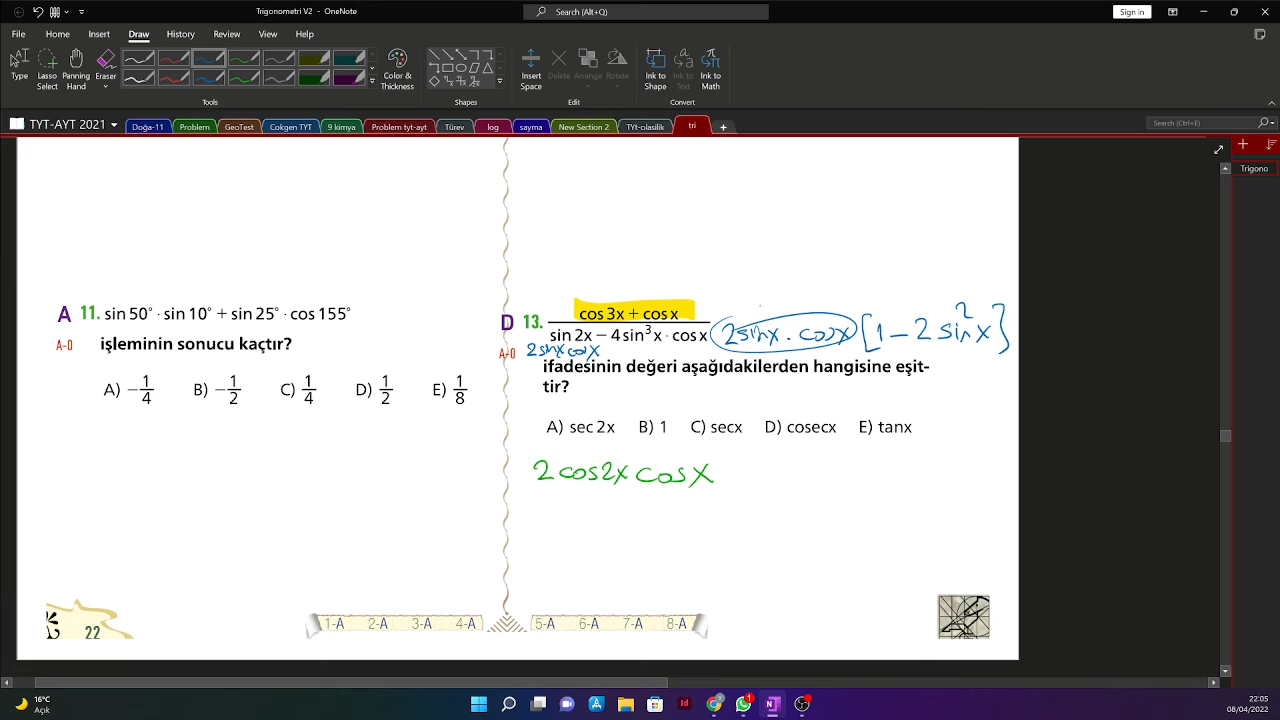 Trigonometri V2 - OneNote
Search (Alt+Q)
Sign in
File Home Insert Draw History Review View Help
Type Lasso Select Panning Hand Eraser
Color & Thickness
Insert Space Delete Arrange Rotate
Ink to Shape Ink to Text Ink to Math
Tools Shapes Edit Convert
TYT-AYT 2021 Doğa-11 Problem GeoTest Cokgen TYT 9 kimya Problem tyt-ayt Türev log sayma New Section 2 TYt-olasilik tri
Search (Ctrl+E)
Trigono
A 11. sin 50° · sin 10° + sin 25° · cos 155°
A-0 işleminin sonucu kaçtır?
A) −1/4 B) −1/2 C) 1/4 D) 1/2 E) 1/8
cos 3x + cos x
D 13. sin 2x − 4 sin³x · cos x 2sinx · cosx [1 − 2 sin²x]
A-0 2sinx cosx
ifadesinin değeri aşağıdakilerden hangisine eşit-
tir?
A) sec 2x B) 1 C) secx D) cosecx E) tanx
2 cos2x cosx
22
1-A 2-A 3-A 4-A 5-A 6-A 7-A 8-A
16°C
Açık
1
22:05
08/04/2022